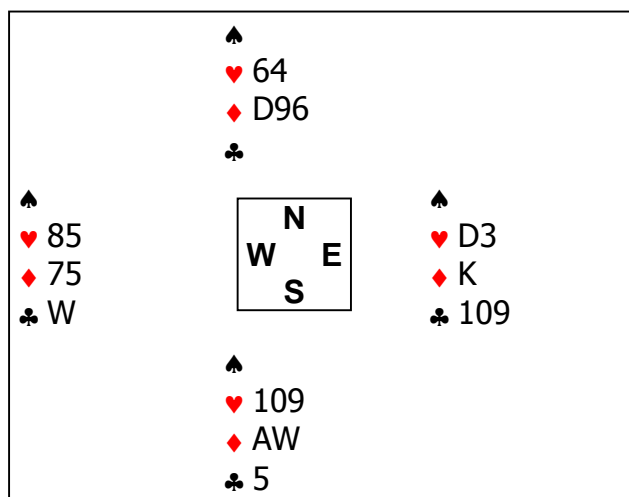 ♠
♥ 64
♦ D96
♣
♠
♥ 85
♦ 75
♣ W
N
W E
S
♠
♥ D3
♦ K
♣ 109
♠
♥ 109
♦ AW
♣ 5